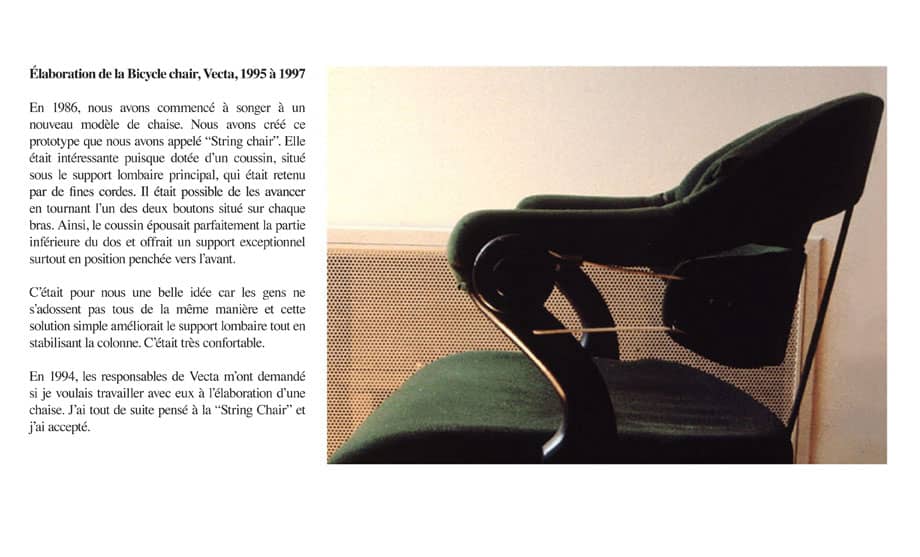 Élaboration de la Bicycle chair, Vecta, 1995 à 1997
En 1986, nous avons commencé à songer à un
nouveau modèle de chaise. Nous avons créé ce
prototype que nous avons appelé “String chair”. Elle
était intéressante puisque dotée d’un coussin, situé
sous le support lombaire principal, qui était retenu
par de fines cordes. Il était possible de les avancer
en tournant l’un des deux boutons situé sur chaque
bras. Ainsi, le coussin épousait parfaitement la partie
inférieure du dos et offrait un support exceptionnel
surtout en position penchée vers l’avant.
C’était pour nous une belle idée car les gens ne
s’adossent pas tous de la même manière et cette
solution simple améliorait le support lombaire tout en
stabilisant la colonne. C’était très confortable.
En 1994, les responsables de Vecta m’ont demandé
si je voulais travailler avec eux à l’élaboration d’une
chaise. J’ai tout de suite pensé à la “String Chair” et
j’ai accepté.